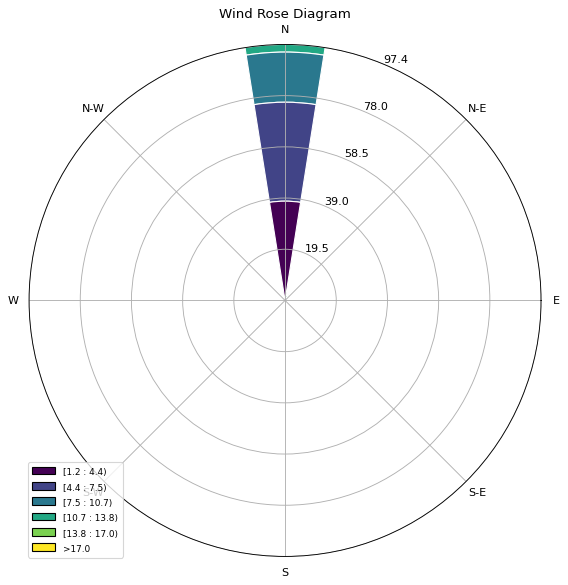 Wind Rose Diagram
N
97.4
N-W
78.0
N-E
58.5
39.0
19.5
W
E
[1.2 : 4.4)
[4.4 : 7.5)
S-W
S-E
[7.5 : 10.7)
[10.7 : 13.8)
[13.8 : 17.0)
>17.0
S